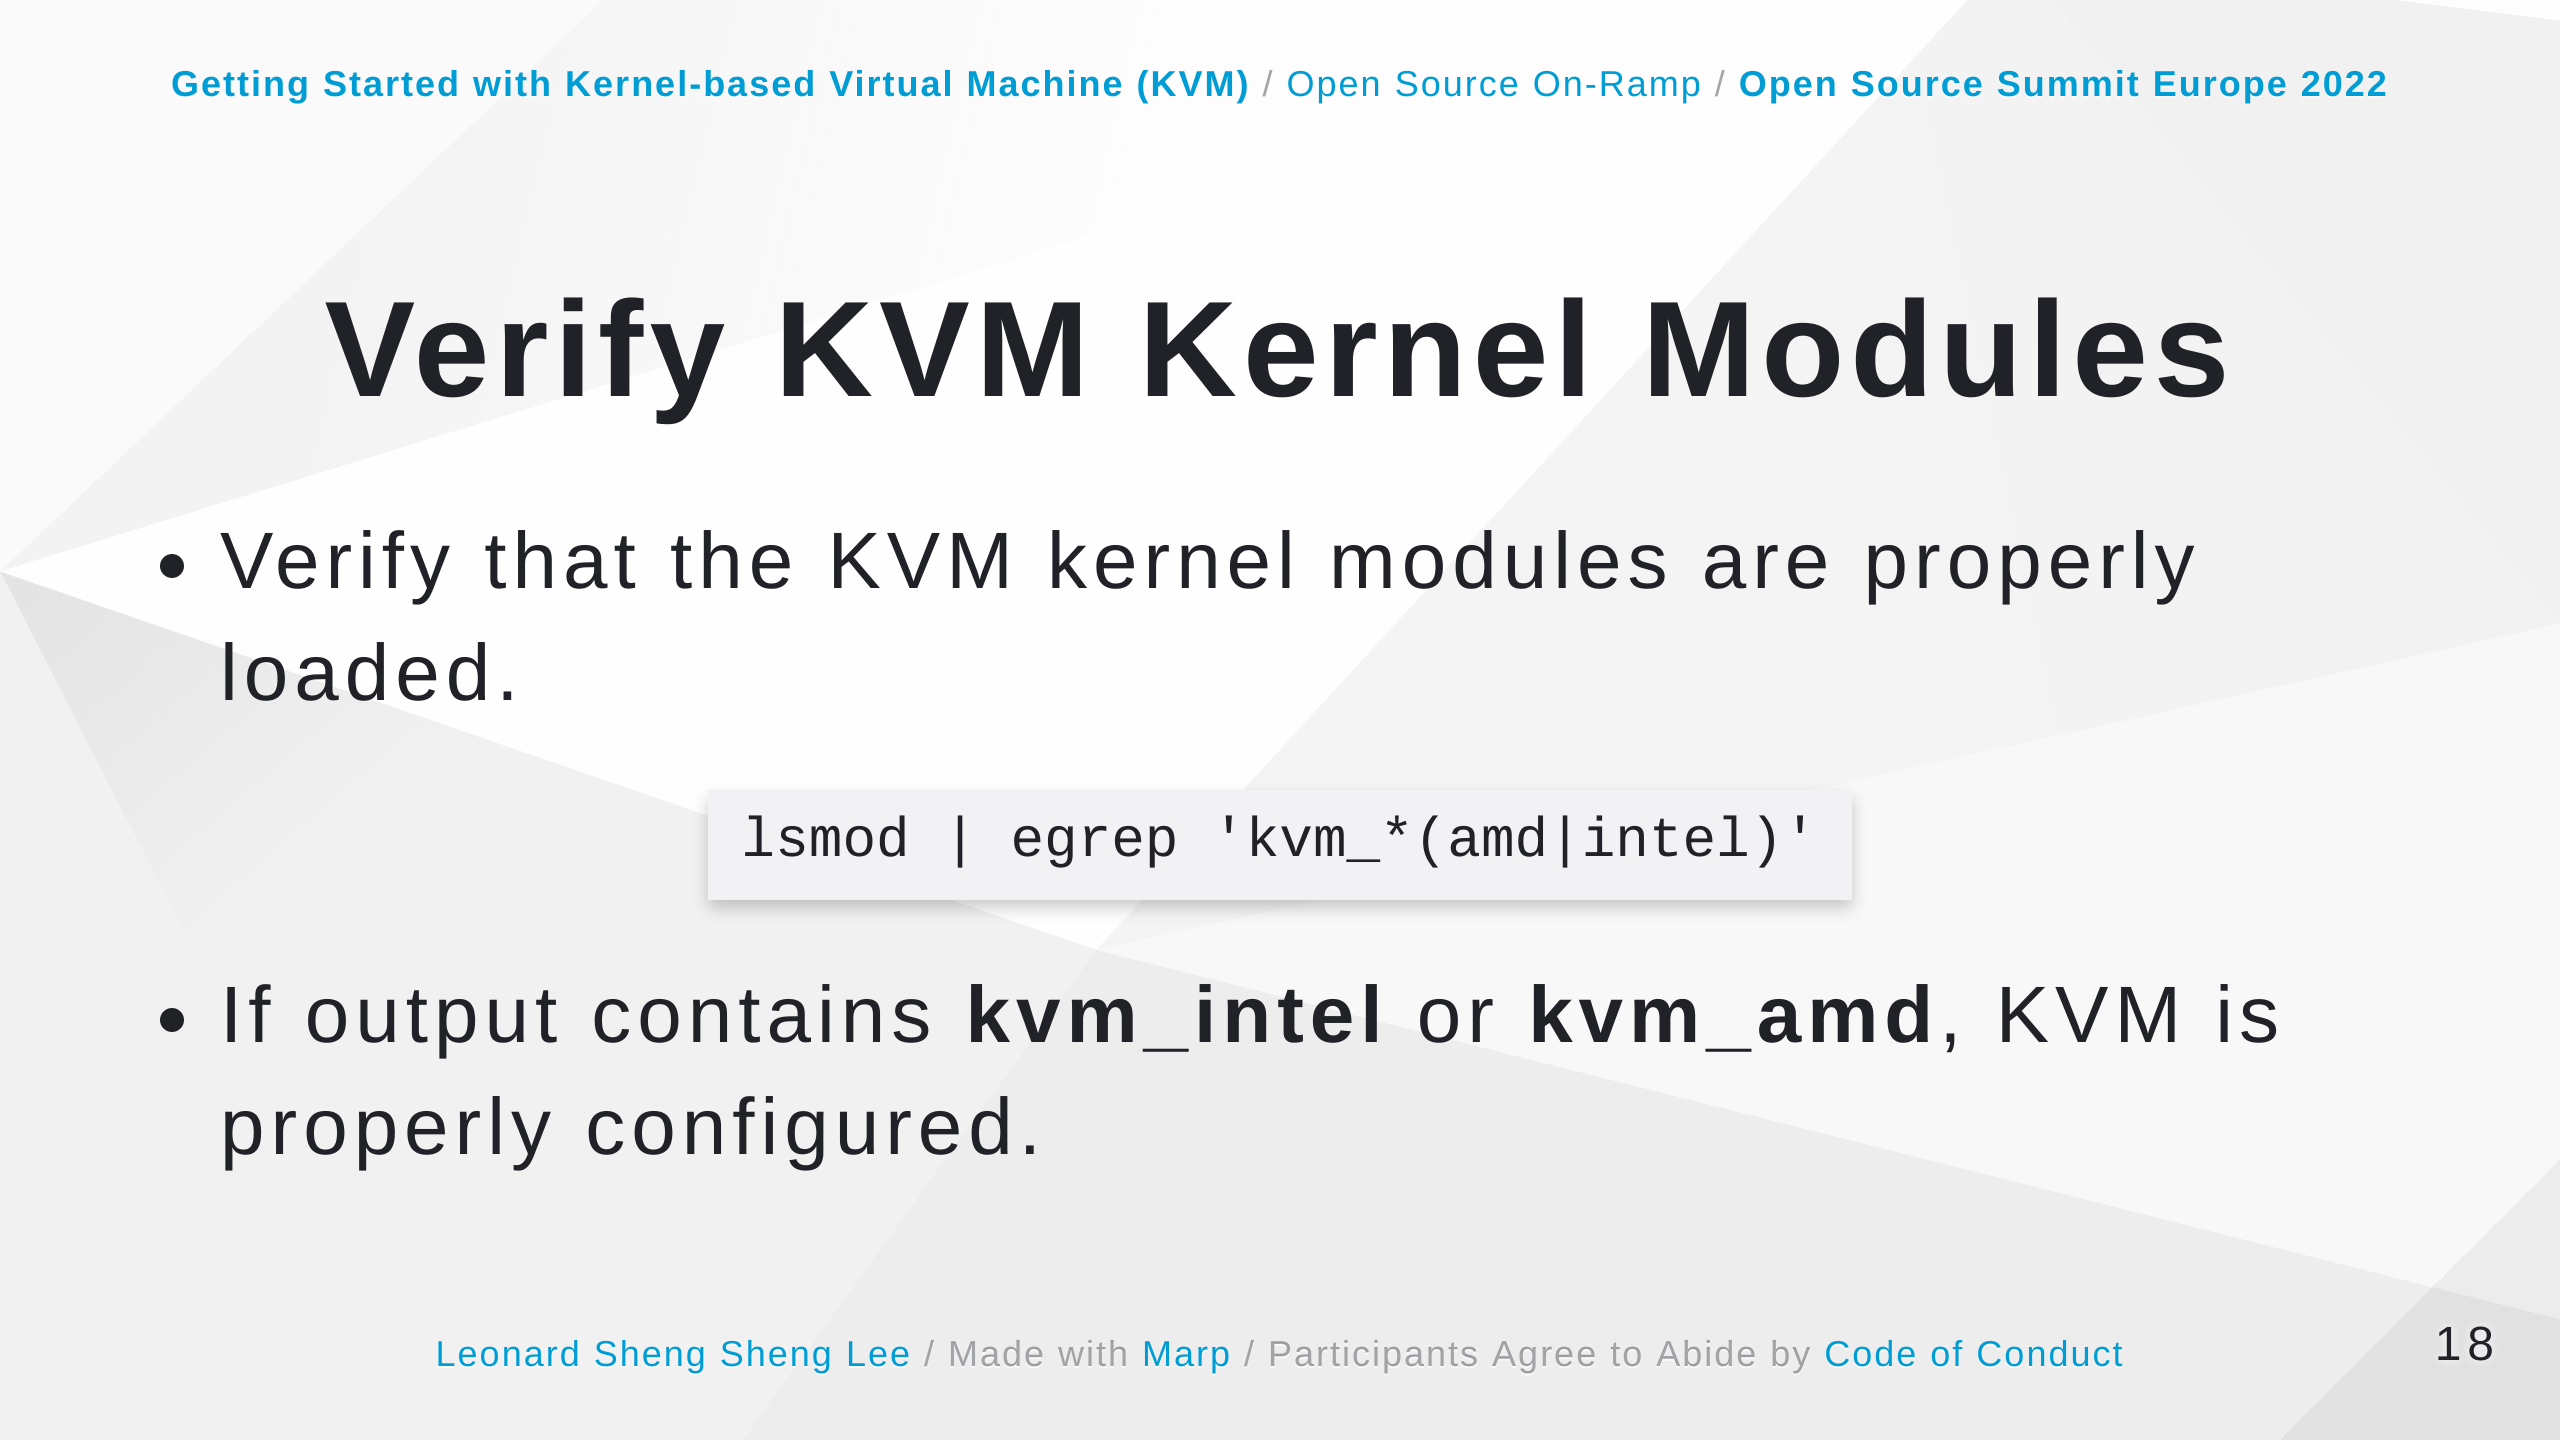 Getting Started with Kernel-based Virtual Machine (KVM) / Open Source On-Ramp / Open Source Summit Europe 2022
Verify KVM Kernel Modules
• Verify that the KVM kernel modules are properly
loaded.
lsmod | egrep 'kvm_*(amd|intel)'
• If output contains kvm_intel or kvm_amd, KVM is
properly configured.
Leonard Sheng Sheng Lee / Made with Marp / Participants Agree to Abide by Code of Conduct
18